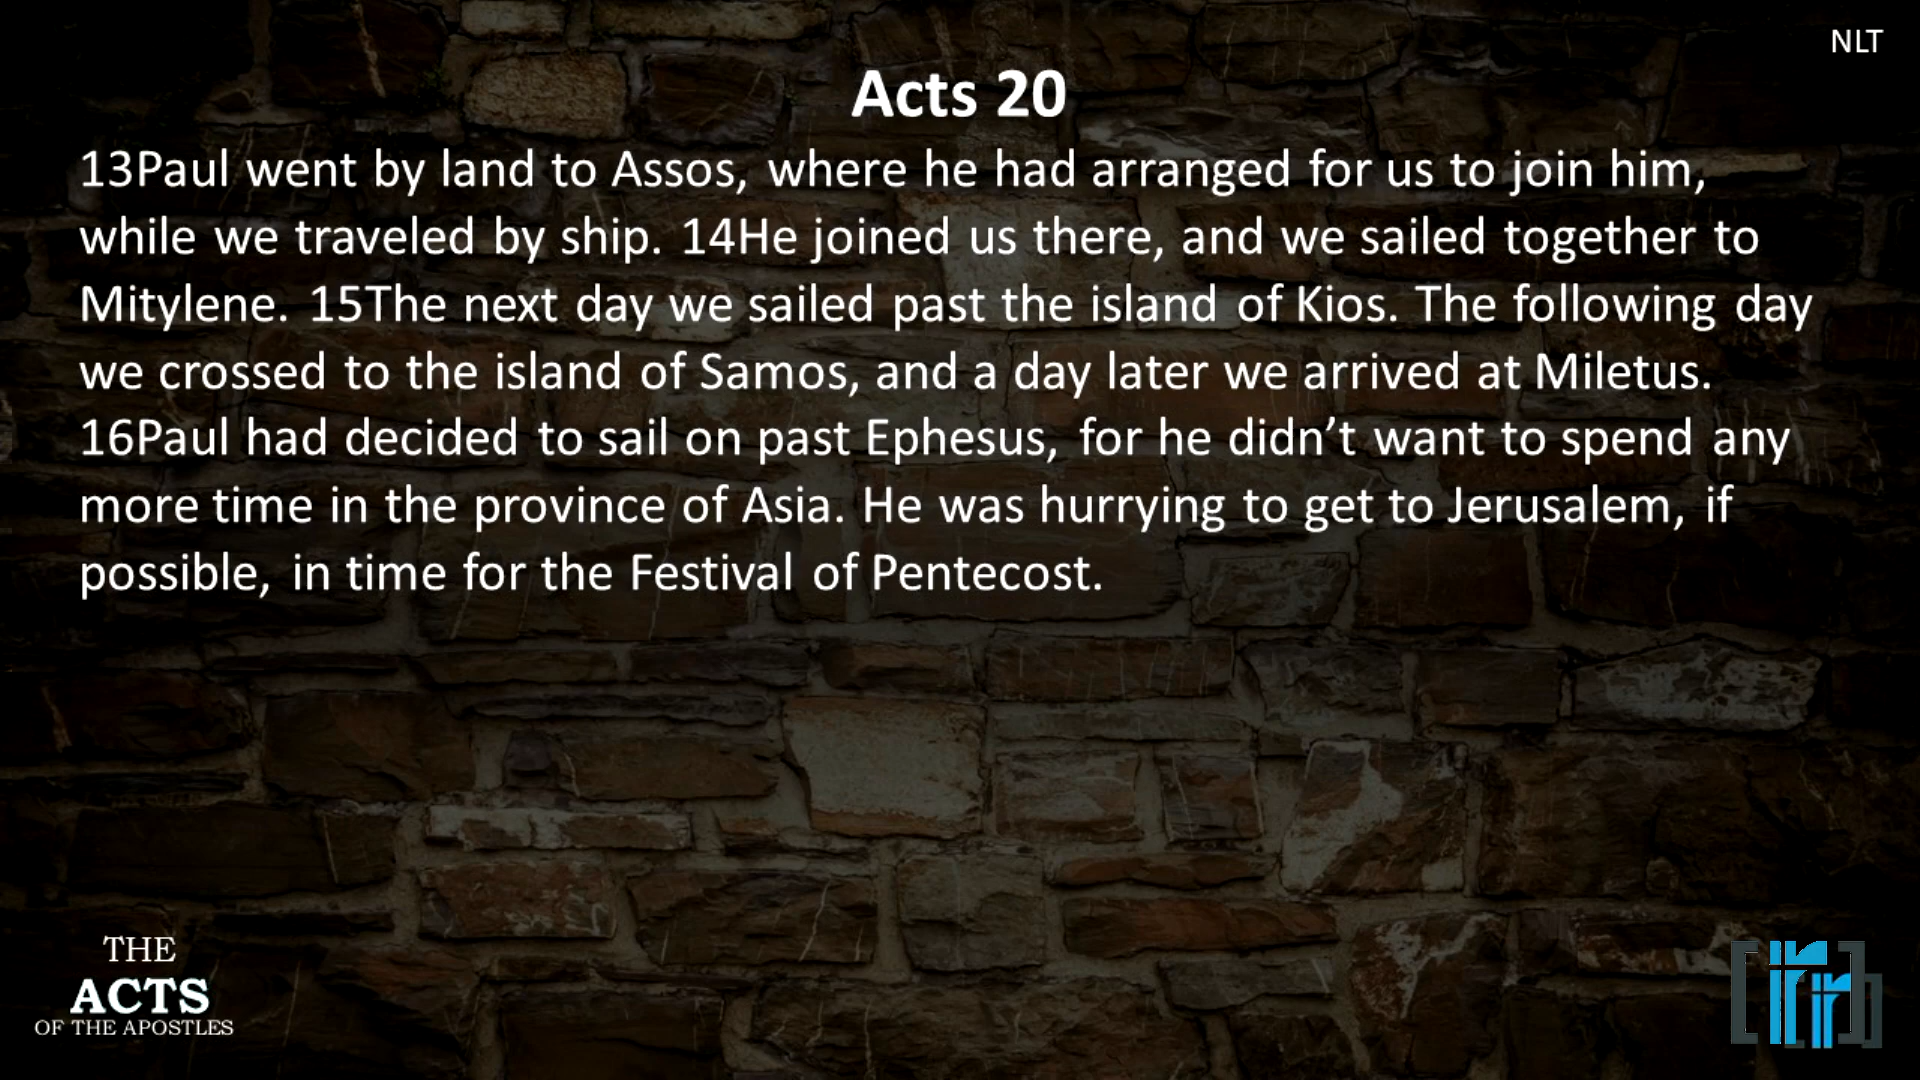 NLT
Acts 20
13Paul went by land to Assos, where he had arranged for us to join him,
while we traveled by ship. 14He joined us there, and we sailed together to
Mitylene. 15The next day we sailed past the island of Kios. The following day
we crossed to the island of Samos, and a day later we arrived at Miletus.
16Paul had decided to sail on past Ephesus, for he didn’t want to spend any
more time in the province of Asia. He was hurrying to get to Jerusalem, if
possible, in time for the Festival of Pentecost.
THE
ACTS
OF THE APOSTLES